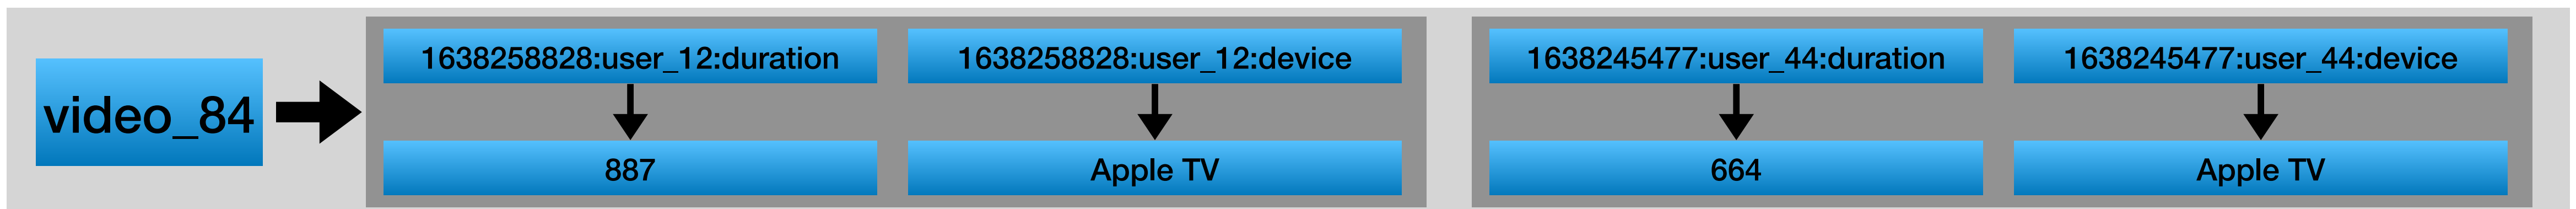 video_84
1638258828:user_12:duration
1638258828:user_12:device
1638245477:user_44:duration
1638245477:user_44:device
887
Apple TV
664
Apple TV